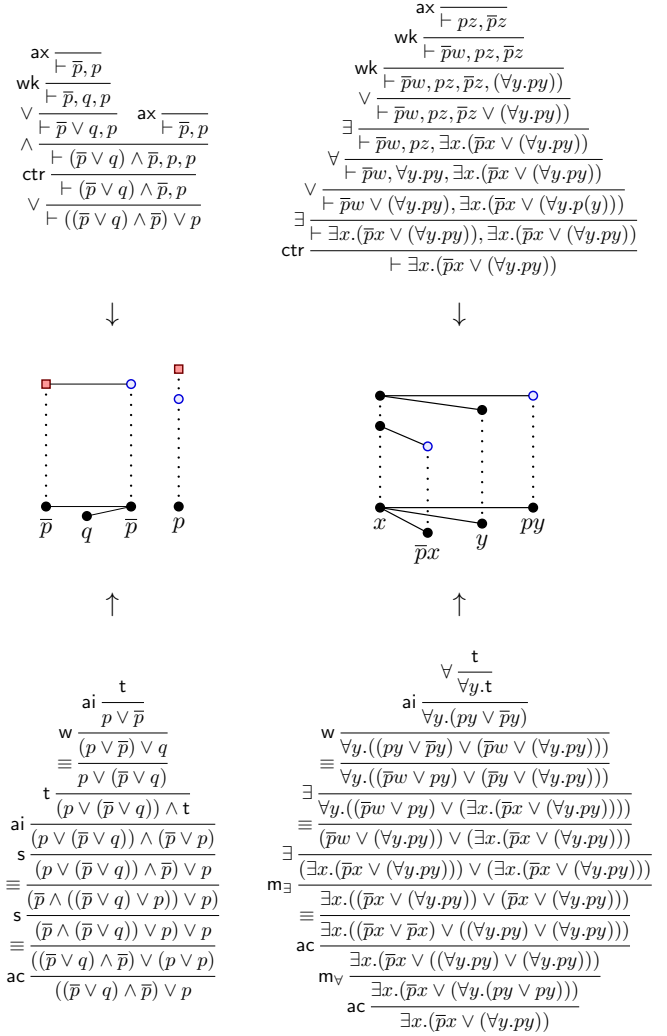 ax
⊢ p̅, p
wk
⊢ p̅, q, p
∨
⊢ p̅ ∨ q, p
ax
⊢ p̅, p
∧
⊢ (p̅ ∨ q) ∧ p̅, p, p
ctr
⊢ (p̅ ∨ q) ∧ p̅, p
∨
⊢ ((p̅ ∨ q) ∧ p̅) ∨ p
ax
⊢ pz, p̅z
wk
⊢ p̅w, pz, p̅z
wk
⊢ p̅w, pz, p̅z, (∀y.py))
∨
⊢ p̅w, pz, p̅z ∨ (∀y.py))
∃
⊢ p̅w, pz, ∃x.(p̅x ∨ (∀y.py))
∀
⊢ p̅w, ∀y.py, ∃x.(p̅x ∨ (∀y.py))
∨
⊢ p̅w ∨ (∀y.py), ∃x.(p̅x ∨ (∀y.p(y)))
∃
⊢ ∃x.(p̅x ∨ (∀y.py)), ∃x.(p̅x ∨ (∀y.py))
ctr
⊢ ∃x.(p̅x ∨ (∀y.py))
↓
↓
p̅ q p̅ p
x p̅x y py
↑
↑
t
ai
p ∨ p̅
w
(p ∨ p̅) ∨ q
≡
p ∨ (p̅ ∨ q)
t
(p ∨ (p̅ ∨ q)) ∧ t
ai
(p ∨ (p̅ ∨ q)) ∧ (p̅ ∨ p)
s
(p ∨ (p̅ ∨ q)) ∧ p̅) ∨ p
≡
(p̅ ∧ ((p̅ ∨ q) ∨ p)) ∨ p)
s
(p̅ ∧ (p̅ ∨ q)) ∨ p) ∨ p
≡
((p̅ ∨ q) ∧ p̅) ∨ (p ∨ p)
ac
((p̅ ∨ q) ∧ p̅) ∨ p
t
∀
∀y.t
ai
∀y.(py ∨ p̅y)
w
∀y.((py ∨ p̅y) ∨ (p̅w ∨ (∀y.py)))
≡
∀y.((p̅w ∨ py) ∨ (p̅y ∨ (∀y.py)))
∃
∀y.((p̅w ∨ py) ∨ (∃x.(p̅x ∨ (∀y.py))))
≡
(p̅w ∨ (∀y.py)) ∨ (∃x.(p̅x ∨ (∀y.py)))
∃
(∃x.(p̅x ∨ (∀y.py))) ∨ (∃x.(p̅x ∨ (∀y.py)))
m∃
∃x.((p̅x ∨ (∀y.py)) ∨ (p̅x ∨ (∀y.py)))
≡
∃x.((p̅x ∨ p̅x) ∨ ((∀y.py) ∨ (∀y.py)))
ac
∃x.(p̅x ∨ ((∀y.py) ∨ (∀y.py)))
m∀
∃x.(p̅x ∨ (∀y.(py ∨ py)))
ac
∃x.(p̅x ∨ (∀y.py))